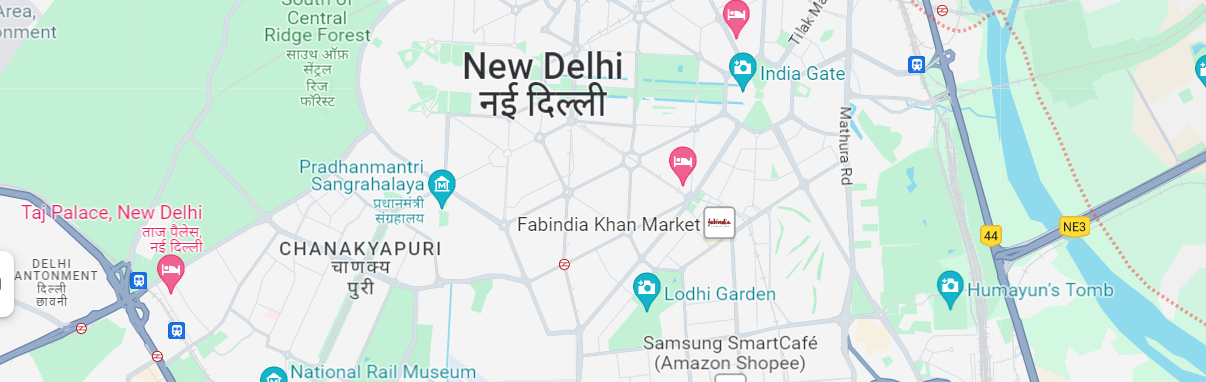 Area,
onment
South of
Central
Ridge Forest
साउथ ऑफ़
सेंट्रल
रिज
फॉरेस्ट
New Delhi
नई दिल्ली
India Gate
Mathura Rd
Pradhanmantri
Sangrahalaya
प्रधानमंत्री
संग्रहालय
Taj Palace, New Delhi
ताज पैलेस,
नई दिल्ली
Fabindia Khan Market
fabindia
CHANAKYAPURI
चाणक्य
पुरी
44
NE3
DELHI
ANTONMENT
दिल्ली
छावनी
Lodhi Garden
Humayun's Tomb
Samsung SmartCafé
(Amazon Shopee)
National Rail Museum